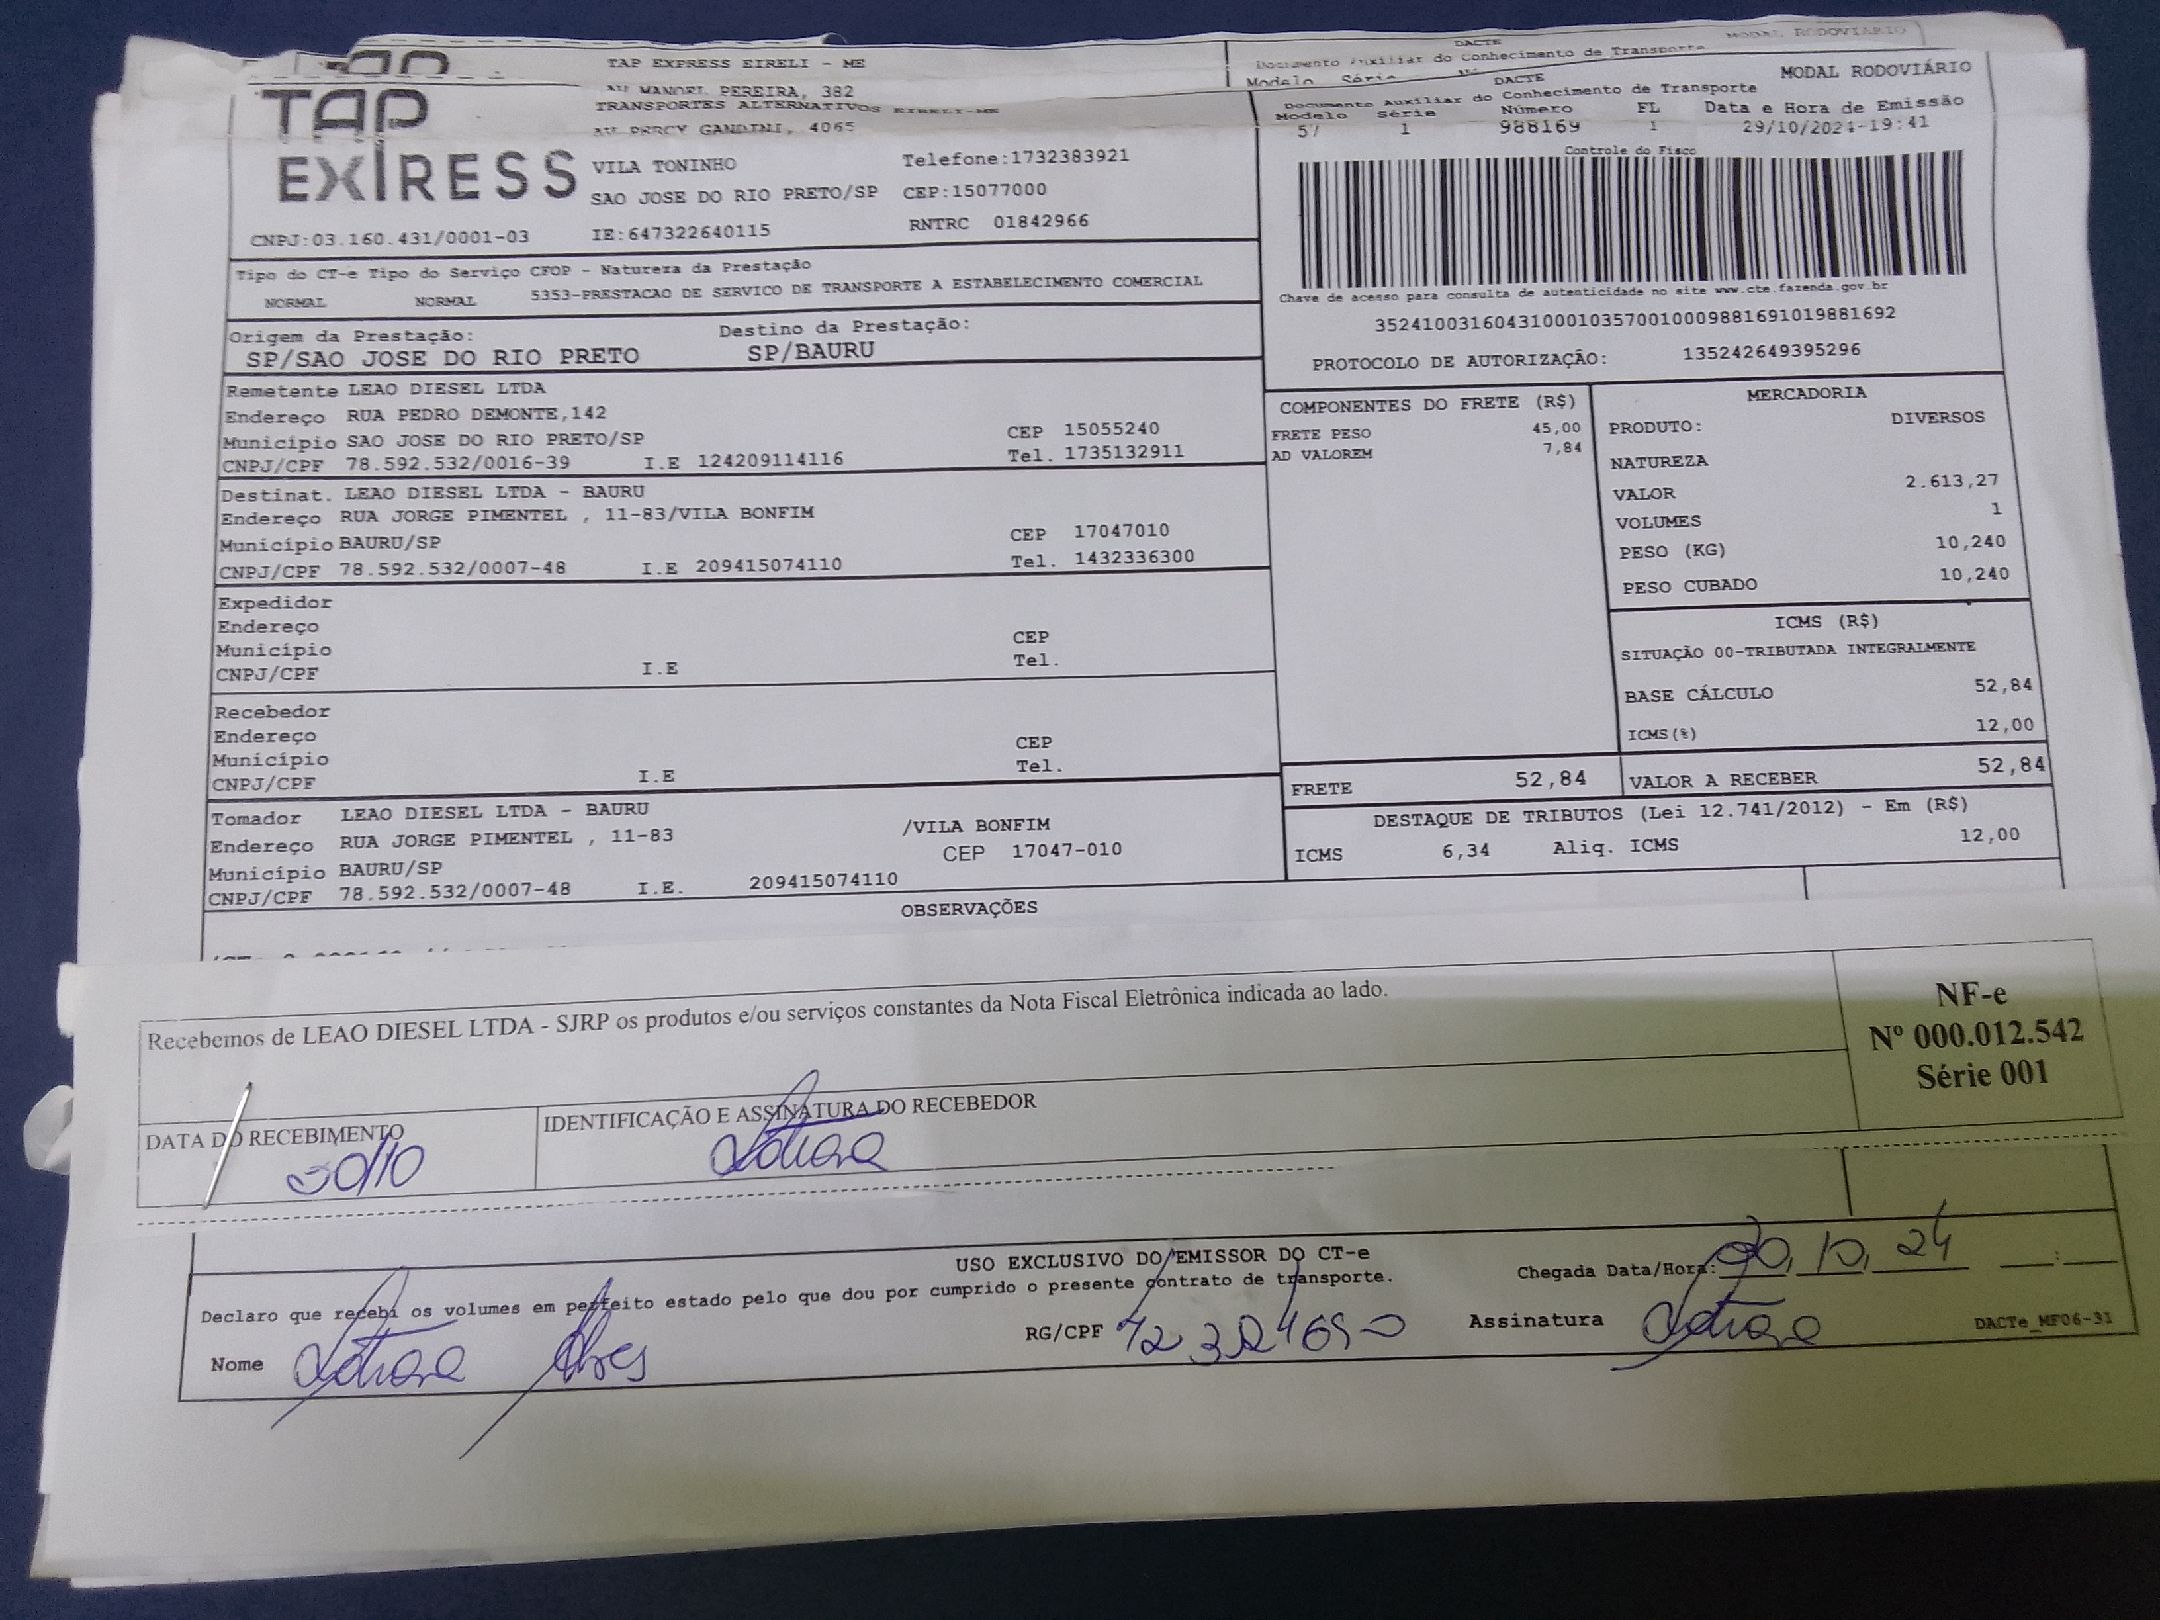 TAP EXPRESS EIRELI - ME
AV MANOEL PEREIRA, 382
DACTE
MODAL RODOVIÁRIO
Documento Auxiliar do Conhecimento de Transporte
Modelo Série
TAP
EXPRESS
TRANSPORTES ALTERNATIVOS EIRELI-ME
AV PERCY GANDINI, 4065
VILA TONINHO Telefone:1732383921
SAO JOSE DO RIO PRETO/SP CEP:15077000
CNPJ:03.160.431/0001-03 IE:647322640115 RNTRC 01842966
DACTE
MODAL RODOVIÁRIO
Documento Auxiliar do Conhecimento de Transporte
Modelo Série Número FL Data e Hora de Emissão
57 1 988169 1 29/10/2024-19:41
Controle do Fisco
Chave de acesso para consulta de autenticidade no site www.cte.fazenda.gov.br
35241003160431000103570010009881691019881692
PROTOCOLO DE AUTORIZAÇÃO: 135242649395296
Tipo do CT-e Tipo do Serviço CFOP - Natureza da Prestação
NORMAL NORMAL 5353-PRESTACAO DE SERVICO DE TRANSPORTE A ESTABELECIMENTO COMERCIAL
Origem da Prestação: Destino da Prestação:
SP/SAO JOSE DO RIO PRETO SP/BAURU
Remetente LEAO DIESEL LTDA
Endereço RUA PEDRO DEMONTE,142
Município SAO JOSE DO RIO PRETO/SP CEP 15055240
CNPJ/CPF 78.592.532/0016-39 I.E 124209114116 Tel. 1735132911
Destinat. LEAO DIESEL LTDA - BAURU
Endereço RUA JORGE PIMENTEL , 11-83/VILA BONFIM
Município BAURU/SP CEP 17047010
CNPJ/CPF 78.592.532/0007-48 I.E 209415074110 Tel. 1432336300
Expedidor
Endereço
Município CEP
CNPJ/CPF I.E Tel.
Recebedor
Endereço
Município CEP
CNPJ/CPF I.E Tel.
Tomador LEAO DIESEL LTDA - BAURU
Endereço RUA JORGE PIMENTEL , 11-83 /VILA BONFIM
Município BAURU/SP CEP 17047-010
CNPJ/CPF 78.592.532/0007-48 I.E. 209415074110
COMPONENTES DO FRETE (R$)
FRETE PESO 45,00
AD VALOREM 7,84
MERCADORIA
PRODUTO: DIVERSOS
NATUREZA
VALOR 2.613,27
VOLUMES 1
PESO (KG) 10,240
PESO CUBADO 10,240
ICMS (R$)
SITUAÇÃO 00-TRIBUTADA INTEGRALMENTE
BASE CÁLCULO 52,84
ICMS(%) 12,00
FRETE 52,84 VALOR A RECEBER 52,84
DESTAQUE DE TRIBUTOS (Lei 12.741/2012) - Em (R$)
ICMS 6,34 Aliq. ICMS 12,00
OBSERVAÇÕES
Recebemos de LEAO DIESEL LTDA - SJRP os produtos e/ou serviços constantes da Nota Fiscal Eletrônica indicada ao lado.
NF-e
Nº 000.012.542
Série 001
DATA DO RECEBIMENTO IDENTIFICAÇÃO E ASSINATURA DO RECEBEDOR
30/10
USO EXCLUSIVO DO EMISSOR DO CT-e
Declaro que recebi os volumes em perfeito estado pelo que dou por cumprido o presente contrato de transporte.
Chegada Data/Hora: 30, 10, 24 :
Nome RG/CPF Assinatura
DACTe_MF06-31